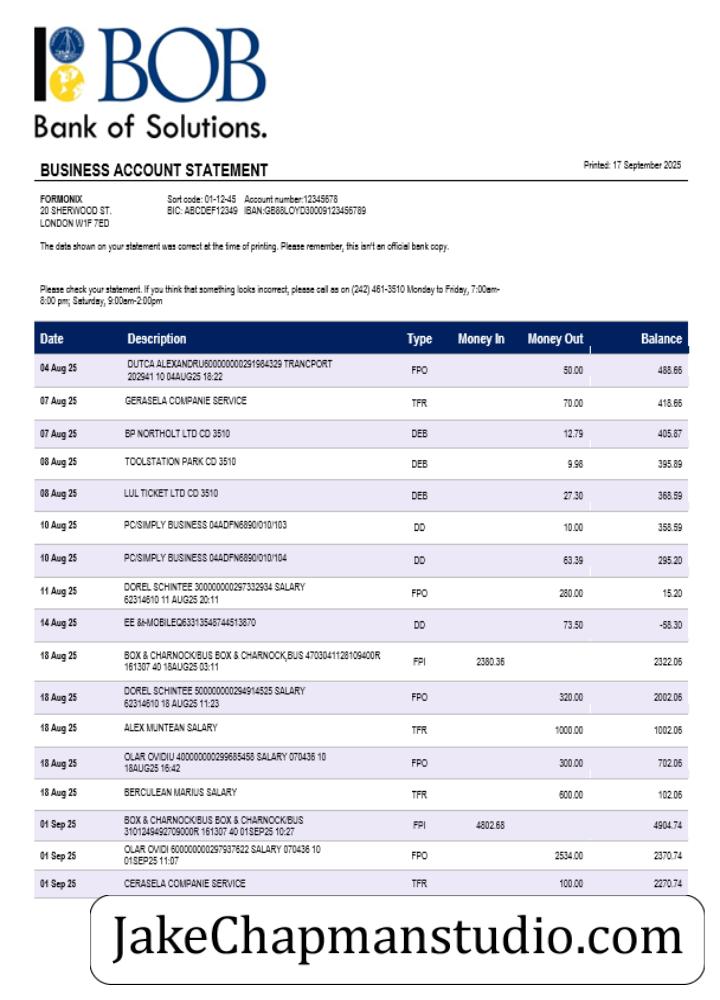 BOB
Bank of Solutions.
BUSINESS ACCOUNT STATEMENT
Printed: 17 September 2025
FORMONIX Sort code: 01-12-45 Account number:12345678
20 SHERWOOD ST. BIC: ABCDEF12349 IBAN:GB88LOYD30009123456789
LONDON W1F 7ED
The data shown on your statement was correct at the time of printing. Please remember, this isn't an official bank copy.
Please check your statement. If you think that something looks incorrect, please call as on (242) 461-3510 Monday to Friday, 7:00am-
8:00 pm; Saturday, 9:00am-2:00pm
Date Description Type Money In Money Out Balance
04 Aug 25 DUTCA ALEXANDRU600000000291984329 TRANCPORT
202941 10 04AUG25 18:22 FPO 50.00 488.66
07 Aug 25 GERASELA COMPANIE SERVICE TFR 70.00 418.66
07 Aug 25 BP NORTHOLT LTD CD 3510 DEB 12.79 405.87
08 Aug 25 TOOLSTATION PARK CD 3510 DEB 9.98 395.89
08 Aug 25 LUL TICKET LTD CD 3510 DEB 27.30 368.59
10 Aug 25 PC/SIMPLY BUSINESS 04ADFN6890/010/103 DD 10.00 358.59
10 Aug 25 PC/SIMPLY BUSINESS 04ADFN6890/010/104 DD 63.39 295.20
11 Aug 25 DOREL SCHINTEE 300000000297332934 SALARY
62314610 11 AUG25 20:11 FPO 280.00 15.20
14 Aug 25 EE &t-MOBILEQ63313548744513870 DD 73.50 -58.30
18 Aug 25 BOX & CHARNOCK/BUS BOX & CHARNOCK,BUS 4703041128109400R
161307 40 18AUG25 03:11 FPI 2380.36 2322.06
18 Aug 25 DOREL SCHINTEE 500000000294914525 SALARY
62314610 18 AUG25 11:23 FPO 320.00 2002.06
18 Aug 25 ALEX MUNTEAN SALARY TFR 1000.00 1002.06
18 Aug 25 OLAR OVIDIU 400000000299685458 SALARY 070436 10
18AUG25 16:42 FPO 300.00 702.06
18 Aug 25 BERCULEAN MARIUS SALARY TFR 600.00 102.06
01 Sep 25 BOX & CHARNOCK/BUS BOX & CHARNOCK/BUS
3101249492709000R 161307 40 01SEP25 10:27 FPI 4802.68 4904.74
01 Sep 25 OLAR OVIDI 600000000297937622 SALARY 070436 10
01SEP25 11:07 FPO 2534.00 2370.74
01 Sep 25 CERASELA COMPANIE SERVICE TFR 100.00 2270.74
JakeChapmanstudio.com